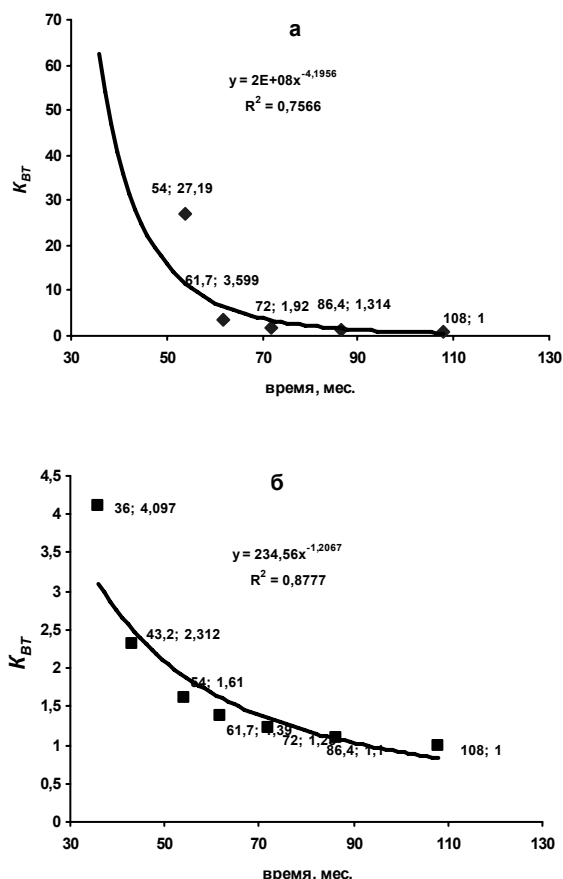 а
70
60
50
40
30
20
10
0
K_ВТ
y = 2E+08x^-4,1956
R² = 0,7566
54; 27,19
61,7; 3,599
72; 1,92
86,4; 1,314
108; 1
30 50 70 90 110 130
время, мес.
б
4,5
4
3,5
3
2,5
2
1,5
1
0,5
0
K_ВТ
36; 4,097
y = 234,56x^-1,2067
R² = 0,8777
43,2; 2,312
54; 1,61
61,7; 1,39
72; 1,2
86,4; 1,1
108; 1
30 50 70 90 110 130
время, мес.